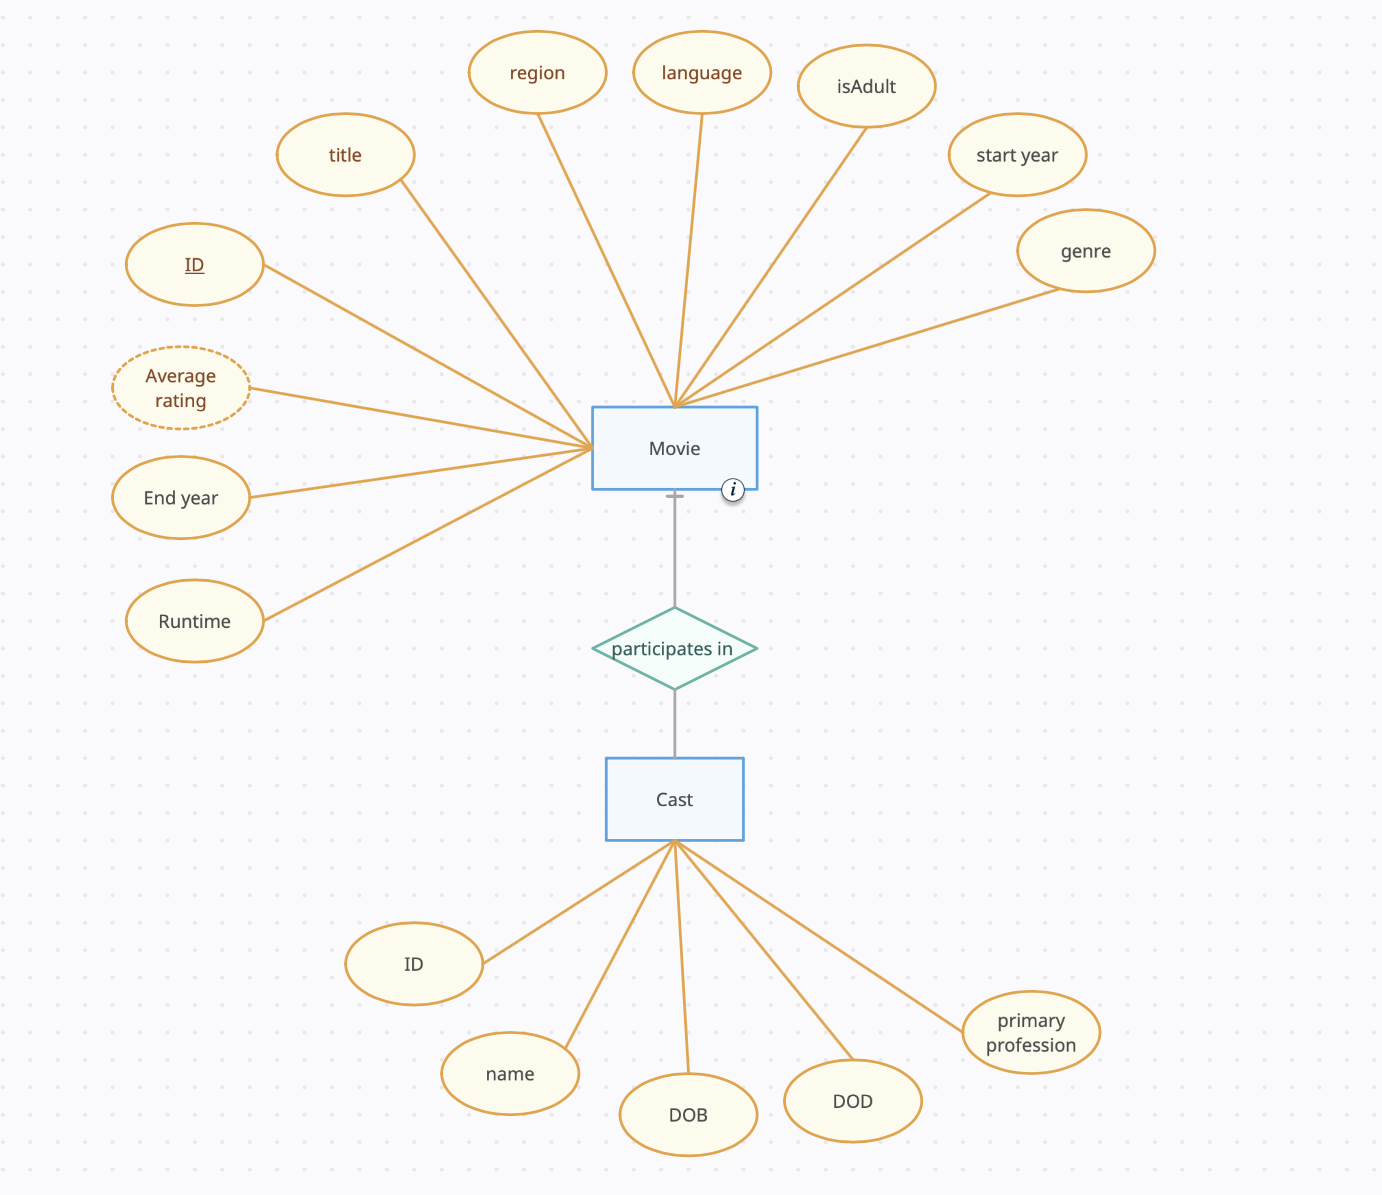 region
language
isAdult
title
start year
genre
ID
Average
rating
Movie
i
End year
Runtime
participates in
Cast
ID
name
DOB
DOD
primary
profession